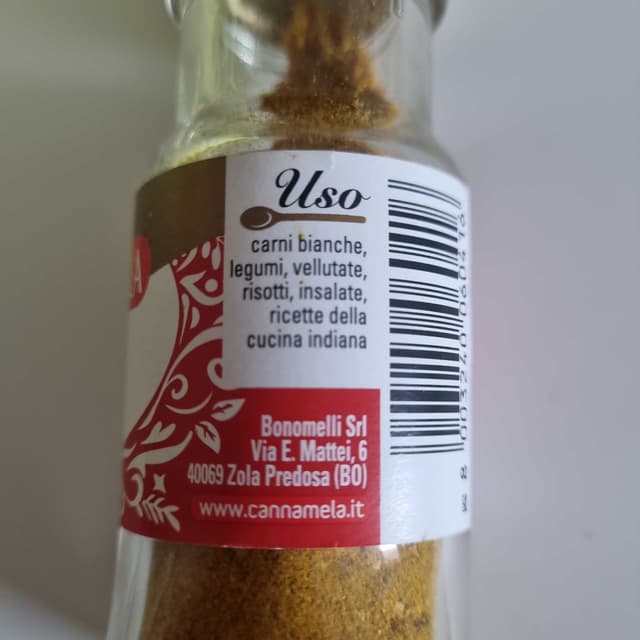 Uso
carni bianche,
legumi, vellutate,
risotti, insalate,
ricette della
cucina indiana
Bonomelli Srl
Via E. Mattei, 6
40069 Zola Predosa (BO)
www.cannamela.it
A